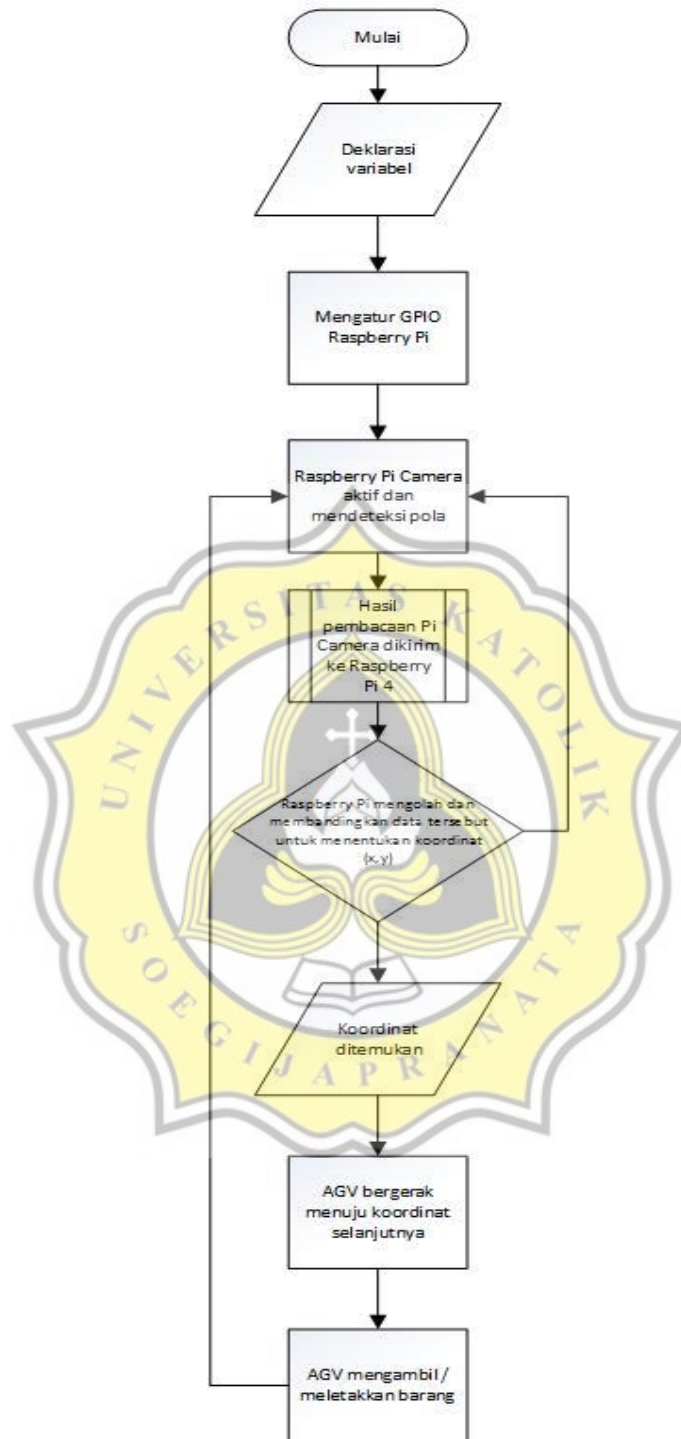 Mulai
Deklarasi
variabel
Mengatur GPIO
Raspberry Pi
Raspberry Pi Camera
aktif dan
mendeteksi pola
Hasil
pembacaan Pi
Camera dikirim
ke Raspberry
Pi 4
Raspberry Pi mengolah dan
membandingkan data tersebut
untuk menentukan koordinat
(x,y)
Koordinat
ditemukan
AGV bergerak
menuju koordinat
selanjutnya
AGV mengambil /
meletakkan barang
UNIVERSITAS KATOLIK
SOEGIJAPRANATA